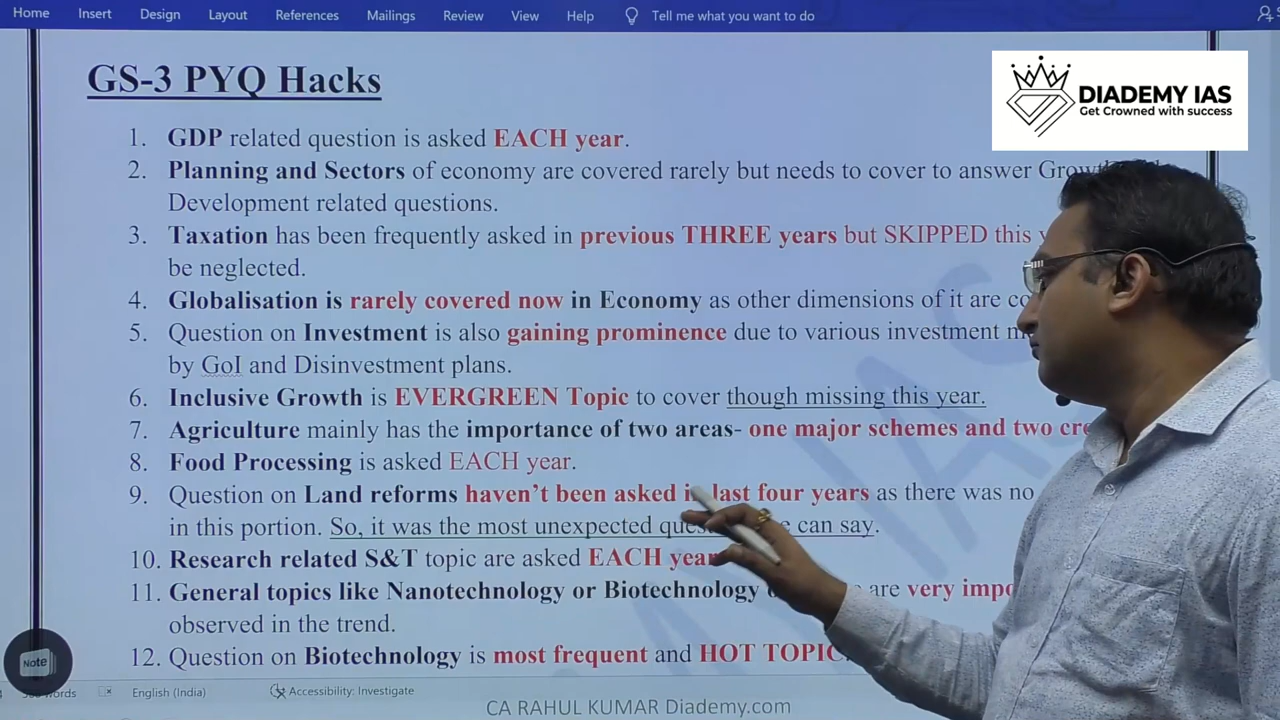 Home Insert Design Layout References Mailings Review View Help Tell me what you want to do
GS-3 PYQ Hacks
DIADEMY IAS
Get Crowned with success
1. GDP related question is asked EACH year.
2. Planning and Sectors of economy are covered rarely but needs to cover to answer
Development related questions.
3. Taxation has been frequently asked in previous THREE years but SKIPPED this
be neglected.
4. Globalisation is rarely covered now in Economy as other dimensions of it are
5. Question on Investment is also gaining prominence due to various investment
by GoI and Disinvestment plans.
6. Inclusive Growth is EVERGREEN Topic to cover though missing this year.
7. Agriculture mainly has the importance of two areas- one major schemes and two
8. Food Processing is asked EACH year.
9. Question on Land reforms haven't been asked in last four years as there was no
in this portion. So, it was the most unexpected can say.
10. Research related S&T topic are asked EACH year
11. General topics like Nanotechnology or Biotechnology are very
observed in the trend.
12. Question on Biotechnology is most frequent and HOT TOPIC
Note
words English (India) Accessibility: Investigate
CA RAHUL KUMAR Diademy.com